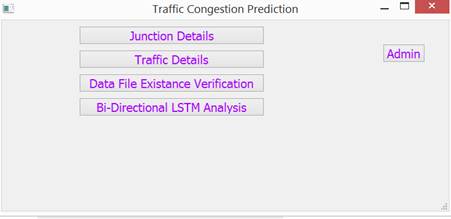 Traffic Congestion Prediction
Junction Details
Traffic Details
Admin
Data File Existance Verification
Bi-Directional LSTM Analysis